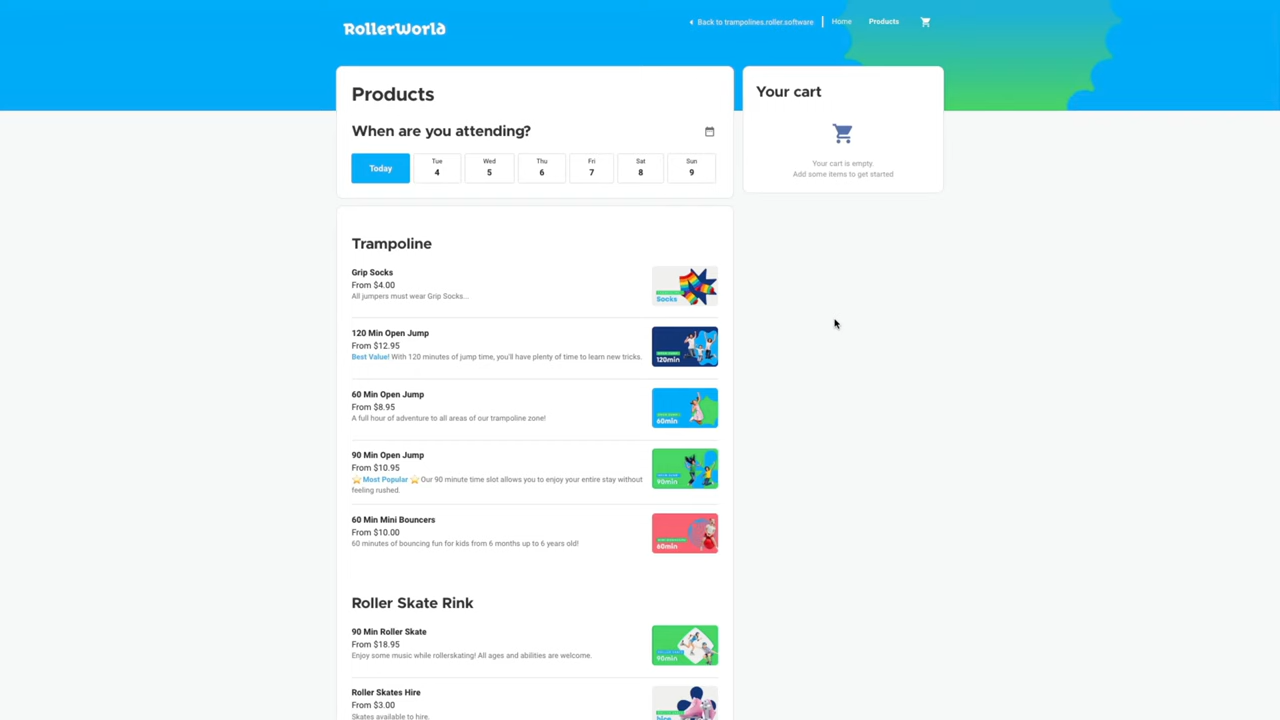 RollerWorld
Back to trampolines.roller.software
Home
Products
Products
When are you attending?
Today
Tue
4
Wed
5
Thu
6
Fri
7
Sat
8
Sun
9
Your cart
Your cart is empty.
Add some items to get started
Trampoline
Grip Socks
From $4.00
All jumpers must wear Grip Socks...
Socks
120 Min Open Jump
From $12.95
Best Value! With 120 minutes of jump time, you'll have plenty of time to learn new tricks.
120min
60 Min Open Jump
From $8.95
A full hour of adventure to all areas of our trampoline zone!
60min
90 Min Open Jump
From $10.95
⭐Most Popular ⭐Our 90 minute time slot allows you to enjoy your entire stay without
feeling rushed.
90min
60 Min Mini Bouncers
From $10.00
60 minutes of bouncing fun for kids from 6 months up to 6 years old!
60min
Roller Skate Rink
90 Min Roller Skate
From $18.95
Enjoy some music while rollerskating! All ages and abilities are welcome.
90min
Roller Skates Hire
From $3.00
Skates available to hire.
hire